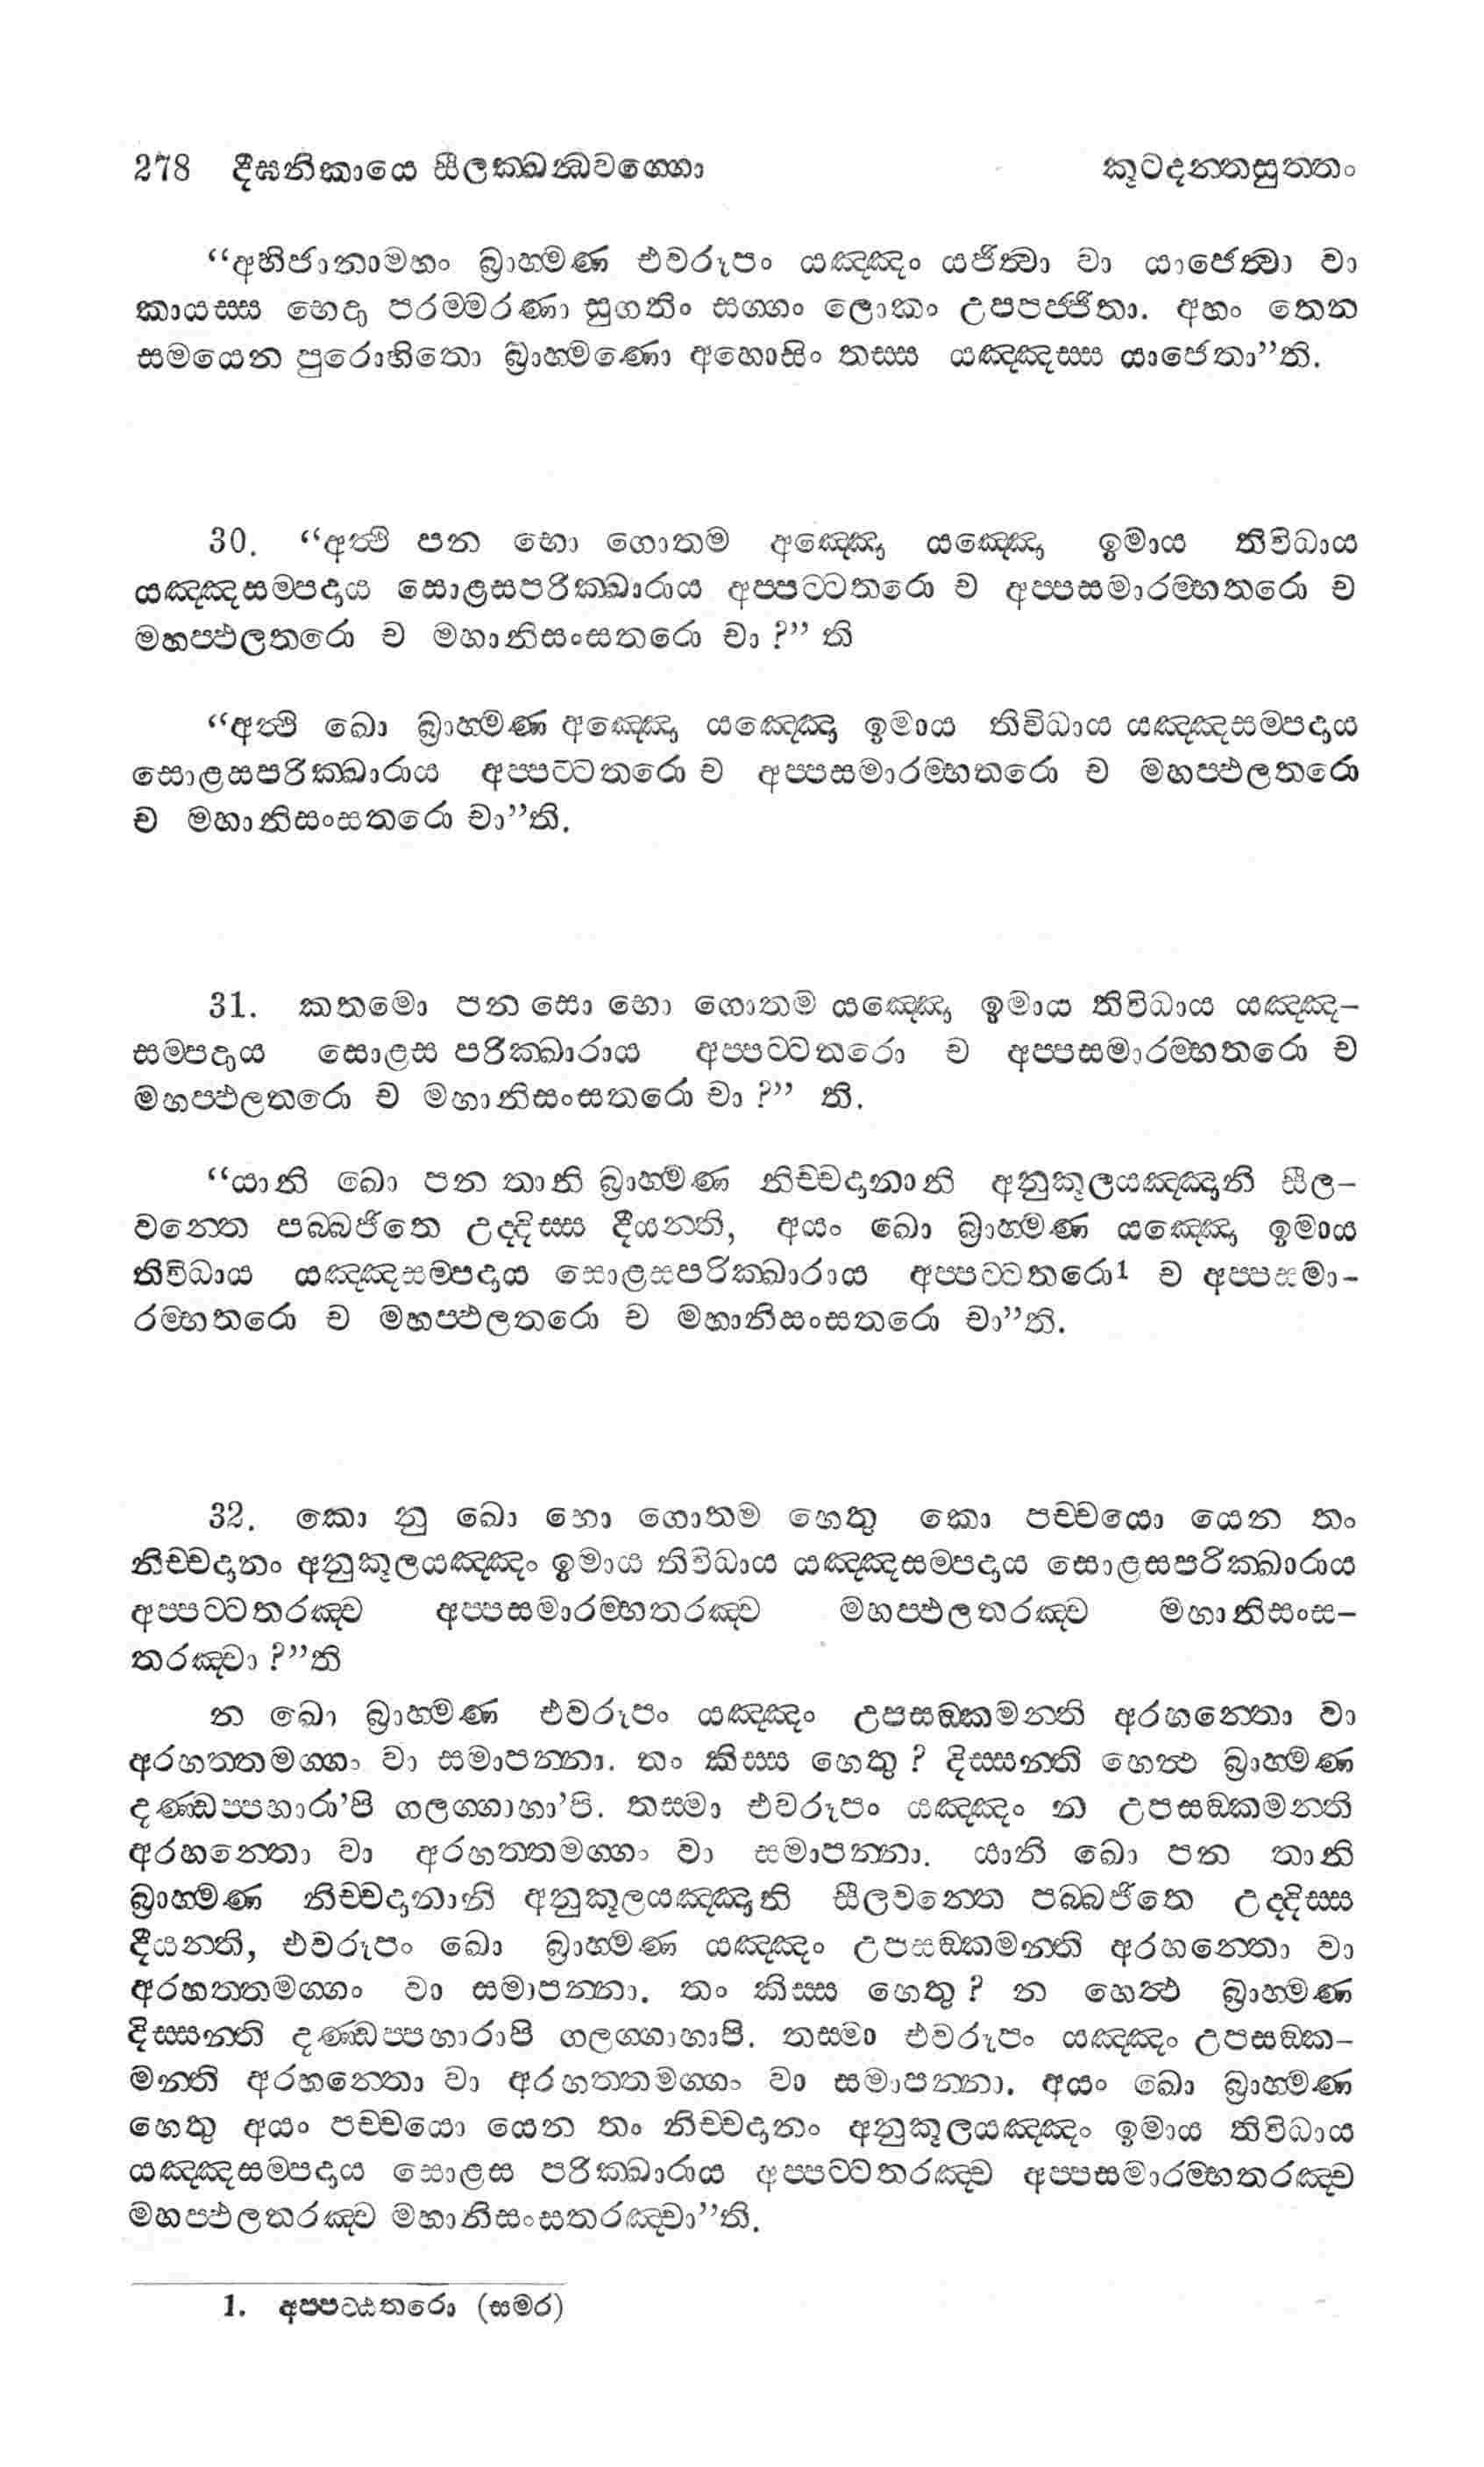 278 දීඝනිකායෙ සීලක්ඛන්ධවග්ගො කූටදන්තසුත්තං
“අභිජානාමහං බ්‍රාහ්මණ එවරූපං යඤ්ඤං යජිත්‍වා වා යාජෙත්‍වා වා
කායස්ස භෙදා පරම්මරණා සුගතිං සග්ගං ලොකං උපපජ්ජිතා. අහං තෙන
සමයෙන පුරොහිතො බ්‍රාහ්මණො අහොසිං තස්ස යඤ්ඤස්ස යාජෙතා”ති.
30. “අත්‍ථි පන භො ගොතම අඤ්ඤො යඤ්ඤො ඉමාය තිවිධාය
යඤ්ඤසම්පදාය සොළසපරික්ඛාරාය අප්පට්ටතරො ච අප්පසමාරම්භතරො ච
මහප්ඵලතරො ච මහානිසංසතරො චා ?” ති
“අත්‍ථි ඛො බ්‍රාහ්මණ අඤ්ඤො යඤ්ඤො ඉමාය තිවිධාය යඤ්ඤසම්පදාය
සොළසපරික්ඛාරාය අප්පට්ටතරො ච අප්පසමාරම්භතරො ච මහප්ඵලතරො
ච මහානිසංසතරො චා”ති.
31. කතමො පන සො භො ගොතම යඤ්ඤො ඉමාය තිවිධාය යඤ්ඤ-
සම්පදාය සොළස පරික්ඛාරාය අප්පට්ටතරො ච අප්පසමාරම්භතරො ච
මහප්ඵලතරො ච මහානිසංසතරො චා ?” ති.
“යානි ඛො පන තානි බ්‍රාහ්මණ නිච්චදානානි අනුකූලයඤ්ඤානි සීල-
වන්තෙ පබ්බජිතෙ උද්දිස්ස දීයන්ති, අයං ඛො බ්‍රාහ්මණ යඤ්ඤො ඉමාය
තිවිධාය යඤ්ඤසම්පදාය සොළසපරික්ඛාරාය අප්පට්ටතරො1 ච අප්පසමා-
රම්භතරො ච මහප්ඵලතරො ච මහානිසංසතරො චා”ති.
32. කො නු ඛො භො ගොතම හෙතු කො පච්චයො යෙන තං
නිච්චදානං අනුකූලයඤ්ඤං ඉමාය තිවිධාය යඤ්ඤසම්පදාය සොළසපරික්ඛාරාය
අප්පට්ටතරඤ්ච අප්පසමාරම්භතරඤ්ච මහප්ඵලතරඤ්ච මහානිසංස-
තරඤ්චා ?”ති
න ඛො බ්‍රාහ්මණ එවරූපං යඤ්ඤං උපසඞ්කමන්ති අරහන්තො වා
අරහත්තමග්ගං වා සමාපන්නා. තං කිස්ස හෙතු ? දිස්සන්ති හෙත්‍ථ බ්‍රාහ්මණ
දණ්ඩප්පහාරා’පි ගලග්ගාහා’පි. තස්මා එවරූපං යඤ්ඤං න උපසඞ්කමන්ති
අරහන්තො වා අරහත්තමග්ගං වා සමාපන්නා. යානි ඛො පන තානි
බ්‍රාහ්මණ නිච්චදානානි අනුකූලයඤ්ඤානි සීලවන්තෙ පබ්බජිතෙ උද්දිස්ස
දීයන්ති, එවරූපං ඛො බ්‍රාහ්මණ යඤ්ඤං උපසඞ්කමන්ති අරහන්තො වා
අරහත්තමග්ගං වා සමාපන්නා. තං කිස්ස හෙතු ? න හෙත්‍ථ බ්‍රාහ්මණ
දිස්සන්ති දණ්ඩප්පහාරාපි ගලග්ගාහාපි. තස්මා එවරූපං යඤ්ඤං උපසඞ්ක-
මන්ති අරහන්තො වා අරහත්තමග්ගං වා සමාපන්නා. අයං ඛො බ්‍රාහ්මණ
හෙතු අයං පච්චයො යෙන තං නිච්චදානං අනුකූලයඤ්ඤං ඉමාය තිවිධාය
යඤ්ඤසම්පදාය සොළස පරික්ඛාරාය අප්පට්ටතරඤ්ච අප්පසමාරම්භතරඤ්ච
මහප්ඵලතරඤ්ච මහානිසංසතරඤ්චා”ති.
1. අප්පට්ඨතරො (සමර)